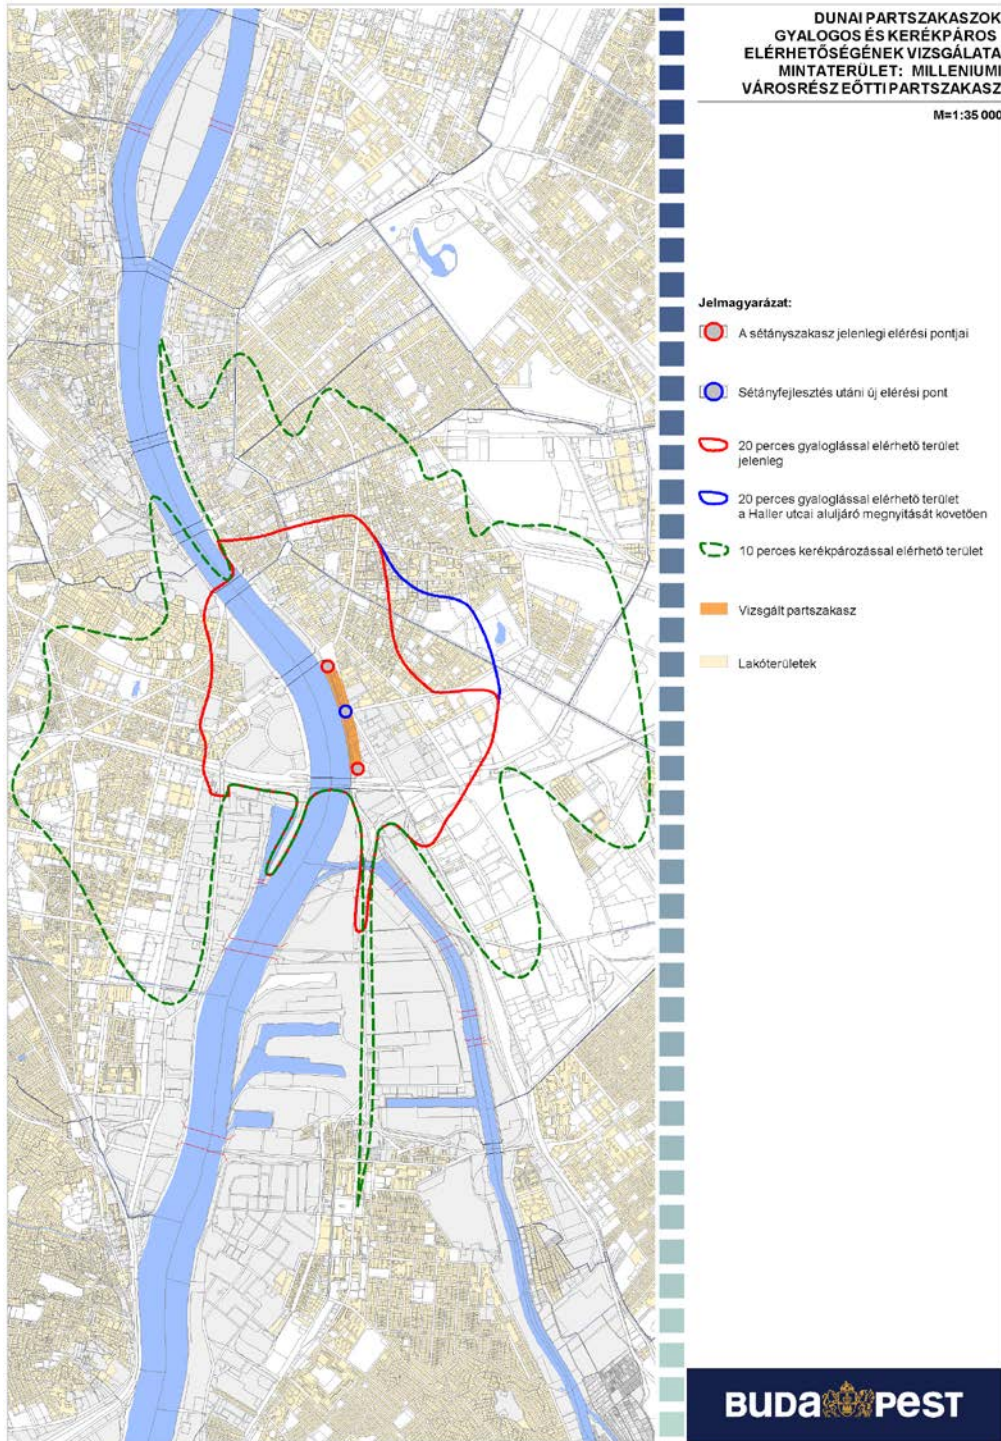 DUNAI PARTSZAKASZOK
GYALOGOS ÉS KERÉKPÁROS
ELÉRHETŐSÉGÉNEK VIZSGÁLATA
MINTATERÜLET: MILLENIUMI
VÁROSRÉSZ EŐTTI PARTSZAKASZ
M=1:35 000
Jelmagyarázat:
A sétányszakasz jelenlegi elérési pontjai
Sétányfejlesztés utáni új elérési pont
20 perces gyaloglással elérhető terület
jelenleg
20 perces gyaloglással elérhető terület
a Haller utcai aluljáró megnyitását követően
10 perces kerékpározással elérhető terület
Vizsgált partszakasz
Lakóterületek
BUDAPEST